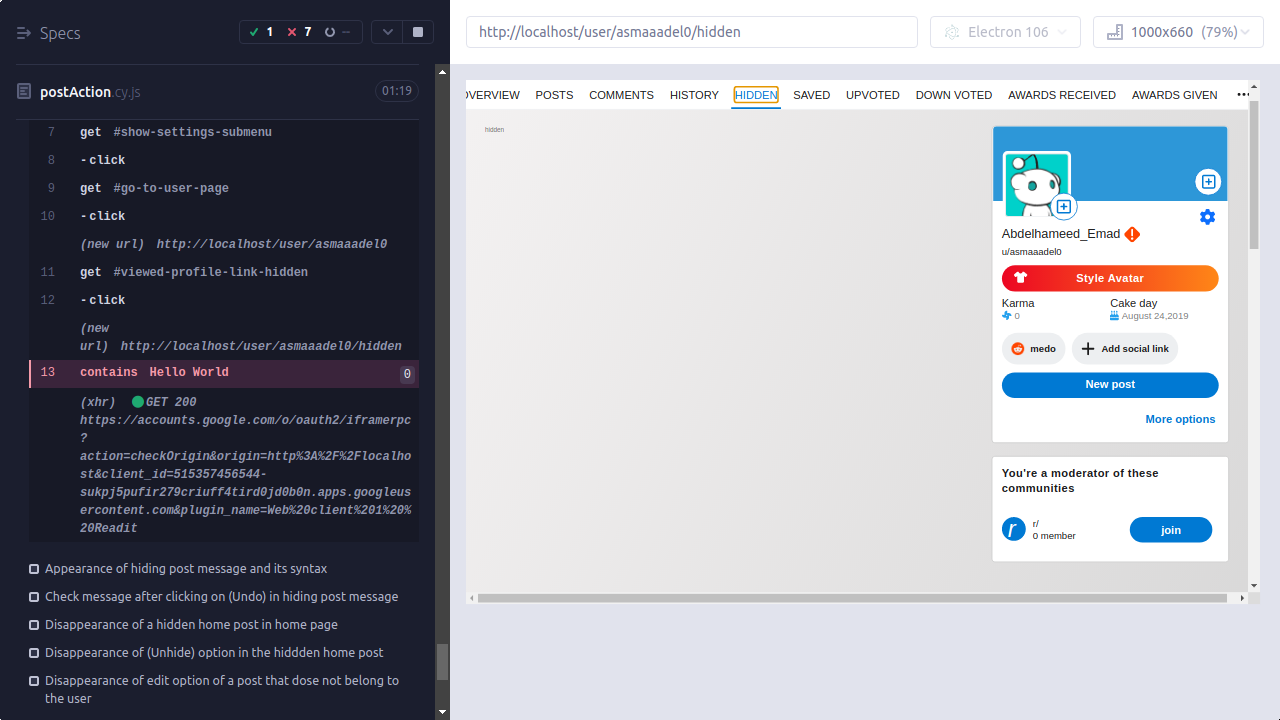 Specs
1
7
--
http://localhost/user/asmaaadel0/hidden
Electron 106
1000x660 (79%)
postAction.cy.js
01:19
7 get #show-settings-submenu
8 -click
9 get #go-to-user-page
10 -click
(new url) http://localhost/user/asmaaadel0
11 get #viewed-profile-link-hidden
12 -click
(new
url) http://localhost/user/asmaaadel0/hidden
13 contains Hello World 0
(xhr) GET 200
https://accounts.google.com/o/oauth2/iframerpc
?
action=checkOrigin&origin=http%3A%2F%2Flocalho
st&client_id=515357456544-
sukpj5pufir279criuff4tird0jd0b0n.apps.googleus
ercontent.com&plugin_name=Web%20client%201%20%
20Readit
Appearance of hiding post message and its syntax
Check message after clicking on (Undo) in hiding post message
Disappearance of a hidden home post in home page
Disappearance of (Unhide) option in the hiddden home post
Disappearance of edit option of a post that dose not belong to
the user
OVERVIEW POSTS COMMENTS HISTORY HIDDEN SAVED UPVOTED DOWN VOTED AWARDS RECEIVED AWARDS GIVEN •••
hidden
Abdelhameed_Emad
u/asmaaadel0
Style Avatar
Karma Cake day
0 August 24,2019
medo Add social link
New post
More options
You're a moderator of these
communities
r
r/
0 member
join